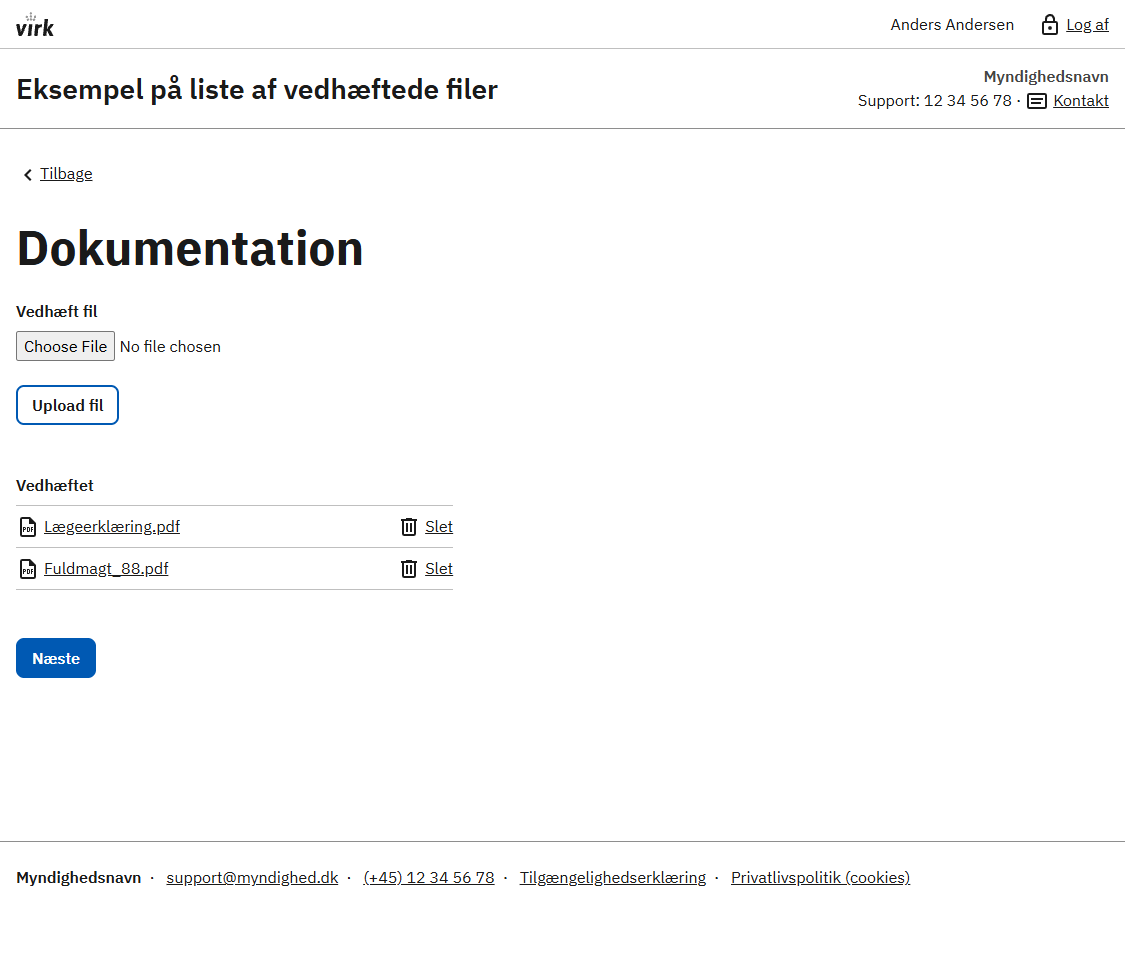 virk
Anders Andersen Log af
Eksempel på liste af vedhæftede filer
Myndighedsnavn
Support: 12 34 56 78 · Kontakt
Tilbage
Dokumentation
Vedhæft fil
Choose File No file chosen
Upload fil
Vedhæftet
PDF Lægeerklæring.pdf Slet
PDF Fuldmagt_88.pdf Slet
Næste
Myndighedsnavn · support@myndighed.dk · (+45) 12 34 56 78 · Tilgængelighedserklæring · Privatlivspolitik (cookies)